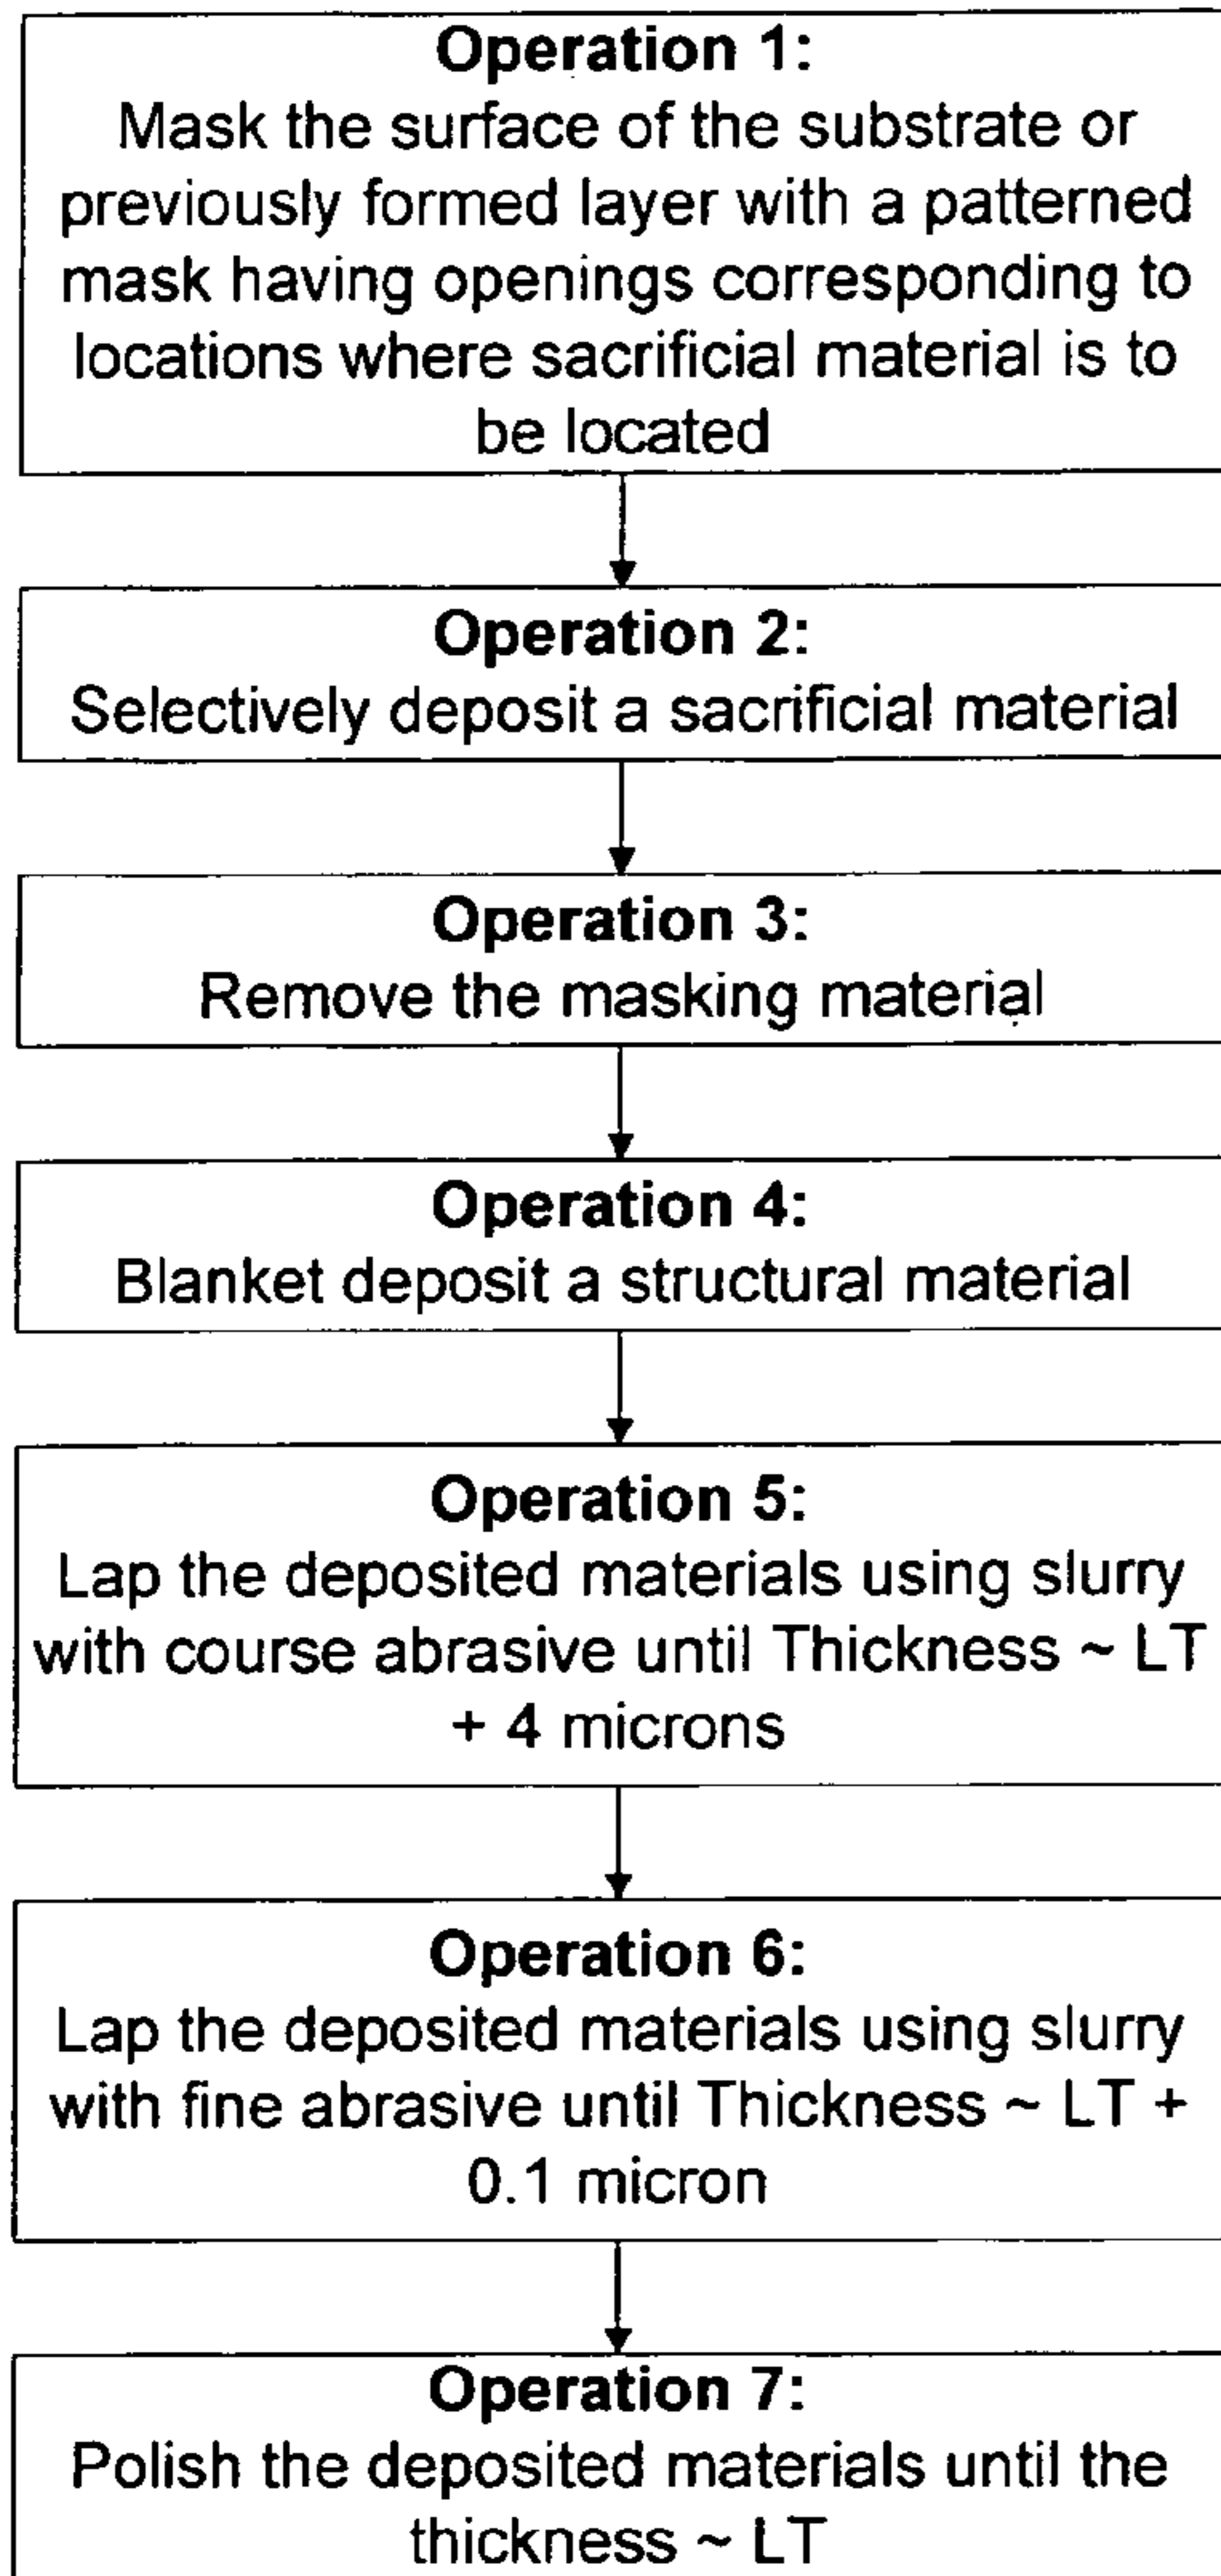 Operation 1:
Mask the surface of the substrate or
previously formed layer with a patterned
mask having openings corresponding to
locations where sacrificial material is to
be located
Operation 2:
Selectively deposit a sacrificial material
Operation 3:
Remove the masking material
Operation 4:
Blanket deposit a structural material
Operation 5:
Lap the deposited materials using slurry
with course abrasive until Thickness ~ LT
+ 4 microns
Operation 6:
Lap the deposited materials using slurry
with fine abrasive until Thickness ~ LT +
0.1 micron
Operation 7:
Polish the deposited materials until the
thickness ~ LT